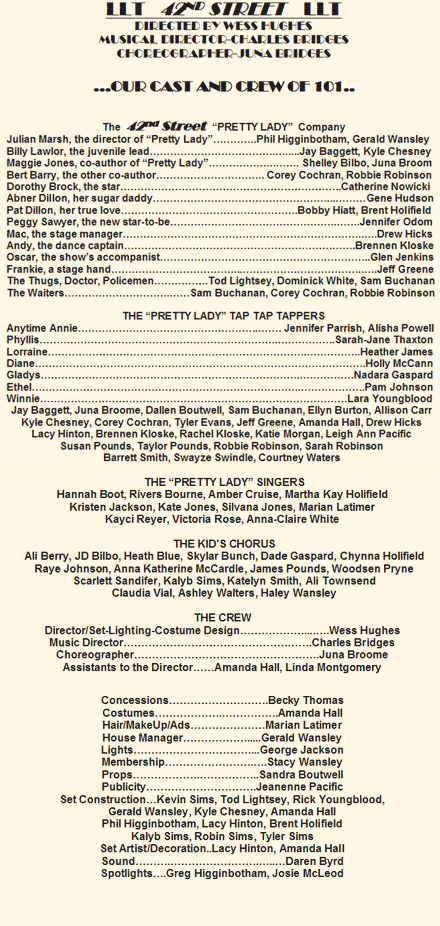 LLT 42ND STREET LLT
DIRECTED BY WESS HUGHES
MUSICAL DIRECTOR-CHARLES BRIDGES
CHOREOGRAPHER-JUNA BRIDGES
...OUR CAST AND CREW OF 101..
The 42nd Street "PRETTY LADY" Company
Julian Marsh, the director of "Pretty Lady"………….Phil Higginbotham, Gerald Wansley
Billy Lawlor, the juvenile lead……………………………Jay Baggett, Kyle Chesney
Maggie Jones, co-author of "Pretty Lady"……………………… Shelley Bilbo, Juna Broom
Bert Barry, the other co-author……………………………… Corey Cochran, Robbie Robinson
Dorothy Brock, the star……………………………………………………Catherine Nowicki
Abner Dillon, her sugar daddy……………………………………………………Gene Hudson
Pat Dillon, her true love………………………………………………Bobby Hiatt, Brent Holifield
Peggy Sawyer, the new star-to-be……………………………………………Jennifer Odom
Mac, the stage manager……………………………………………………………Drew Hicks
Andy, the dance captain………………………………………………………Brennen Kloske
Oscar, the show's accompanist……………………………………………………Glen Jenkins
Frankie, a stage hand………………………………………………………………Jeff Greene
The Thugs, Doctor, Policemen……………Tod Lightsey, Dominick White, Sam Buchanan
The Waiters………………………………Sam Buchanan, Corey Cochran, Robbie Robinson
THE "PRETTY LADY" TAP TAP TAPPERS
Anytime Annie……………………………………………… Jennifer Parrish, Alisha Powell
Phyllis……………………………………………………………………Sarah-Jane Thaxton
Lorraine……………………………………………………………………Heather James
Diane…………………………………………………………………………Holly McCann
Gladys………………………………………………………………………Nadara Gaspard
Ethel…………………………………………………………………………Pam Johnson
Winnie………………………………………………………………………Lara Youngblood
Jay Baggett, Juna Broome, Dallen Boutwell, Sam Buchanan, Ellyn Burton, Allison Carr
Kyle Chesney, Corey Cochran, Tyler Evans, Jeff Greene, Amanda Hall, Drew Hicks
Lacy Hinton, Brennen Kloske, Rachel Kloske, Katie Morgan, Leigh Ann Pacific
Susan Pounds, Taylor Pounds, Robbie Robinson, Sarah Robinson
Barrett Smith, Swayze Swindle, Courtney Waters
THE "PRETTY LADY" SINGERS
Hannah Boot, Rivers Bourne, Amber Cruise, Martha Kay Holifield
Kristen Jackson, Kate Jones, Silvana Jones, Marian Latimer
Kayci Reyer, Victoria Rose, Anna-Claire White
THE KID'S CHORUS
Ali Berry, JD Bilbo, Heath Blue, Skylar Bunch, Dade Gaspard, Chynna Holifield
Raye Johnson, Anna Katherine McCardle, James Pounds, Woodsen Pryne
Scarlett Sandifer, Kalyb Sims, Katelyn Smith, Ali Townsend
Claudia Vial, Ashley Walters, Haley Wansley
THE CREW
Director/Set-Lighting-Costume Design……………………Wess Hughes
Music Director………………………………………………Charles Bridges
Choreographer………………………………………………Juna Broome
Assistants to the Director……Amanda Hall, Linda Montgomery
Concessions……………………….Becky Thomas
Costumes……………………………Amanda Hall
Hair/MakeUp/Ads…………………Marian Latimer
House Manager……………………Gerald Wansley
Lights………………………………George Jackson
Membership…………………………Stacy Wansley
Props………………………………Sandra Boutwell
Publicity……………………………Jeanenne Pacific
Set Construction…Kevin Sims, Tod Lightsey, Rick Youngblood,
Gerald Wansley, Kyle Chesney, Amanda Hall
Phil Higginbotham, Lacy Hinton, Brent Holifield
Kalyb Sims, Robin Sims, Tyler Sims
Set Artist/Decoration..Lacy Hinton, Amanda Hall
Sound……………………………………Daren Byrd
Spotlights….Greg Higginbotham, Josie McLeod